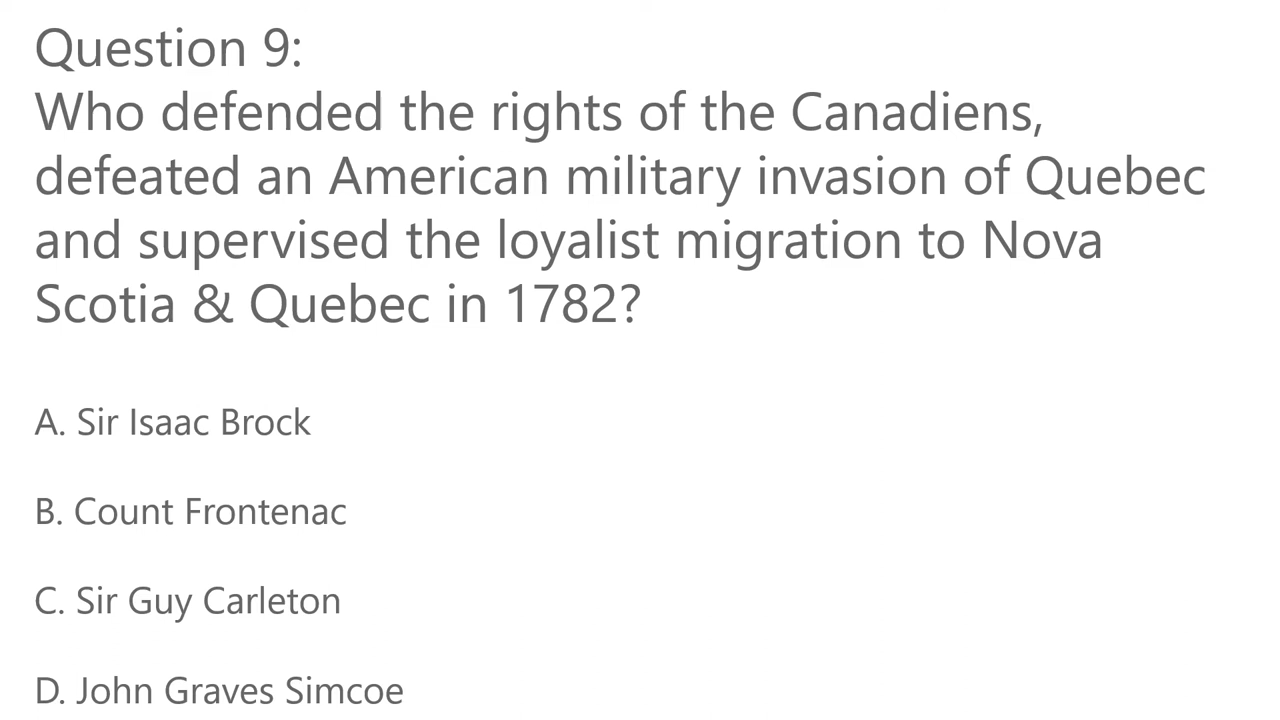 Question 9:
Who defended the rights of the Canadiens,
defeated an American military invasion of Quebec
and supervised the loyalist migration to Nova
Scotia & Quebec in 1782?
A. Sir Isaac Brock
B. Count Frontenac
C. Sir Guy Carleton
D. John Graves Simcoe